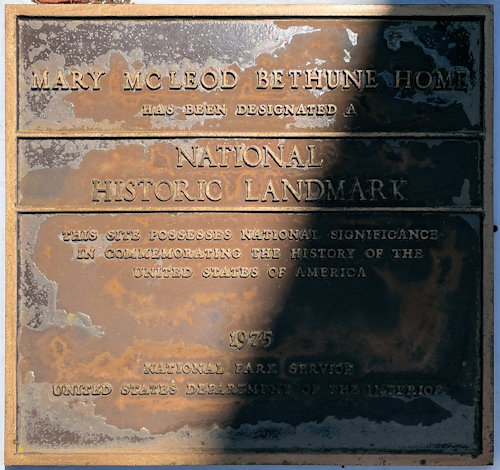 MARY MCLEOD BETHUNE HOME
HAS BEEN DESIGNATED A
NATIONAL
HISTORIC LANDMARK
THIS SITE POSSESSES NATIONAL SIGNIFICANCE
IN COMMEMORATING THE HISTORY OF THE
UNITED STATES OF AMERICA
1975
NATIONAL PARK SERVICE
UNITED STATES DEPARTMENT OF THE INTERIOR